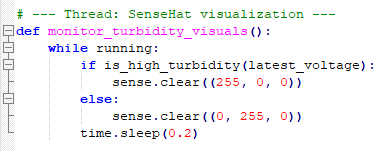 # --- Thread: SenseHat visualization ---
def monitor_turbidity_visuals():
    while running:
        if is_high_turbidity(latest_voltage):
            sense.clear((255, 0, 0))
        else:
            sense.clear((0, 255, 0))
        time.sleep(0.2)